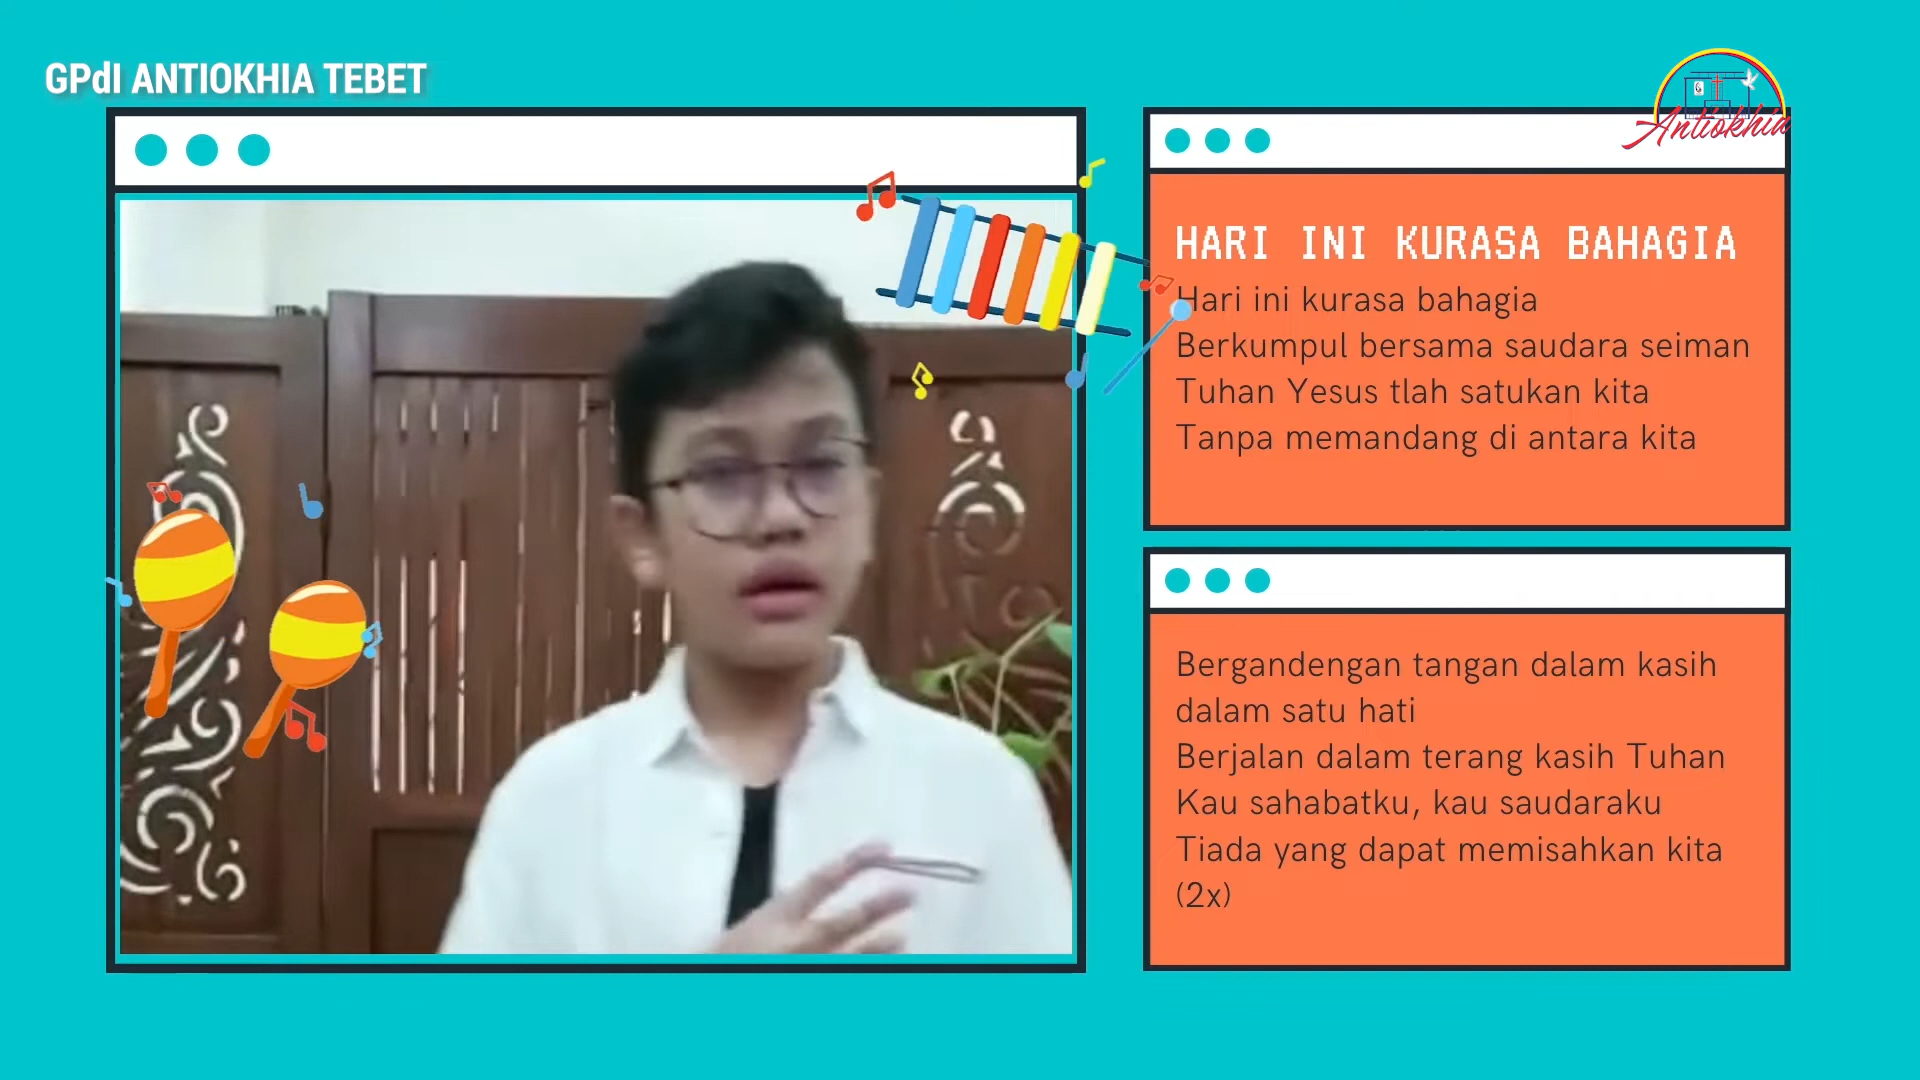 GPdI ANTIOKHIA TEBET
Antiokhia
HARI INI KURASA BAHAGIA
Hari ini kurasa bahagia
Berkumpul bersama saudara seiman
Tuhan Yesus tlah satukan kita
Tanpa memandang di antara kita
Bergandengan tangan dalam kasih
dalam satu hati
Berjalan dalam terang kasih Tuhan
Kau sahabatku, kau saudaraku
Tiada yang dapat memisahkan kita
(2x)